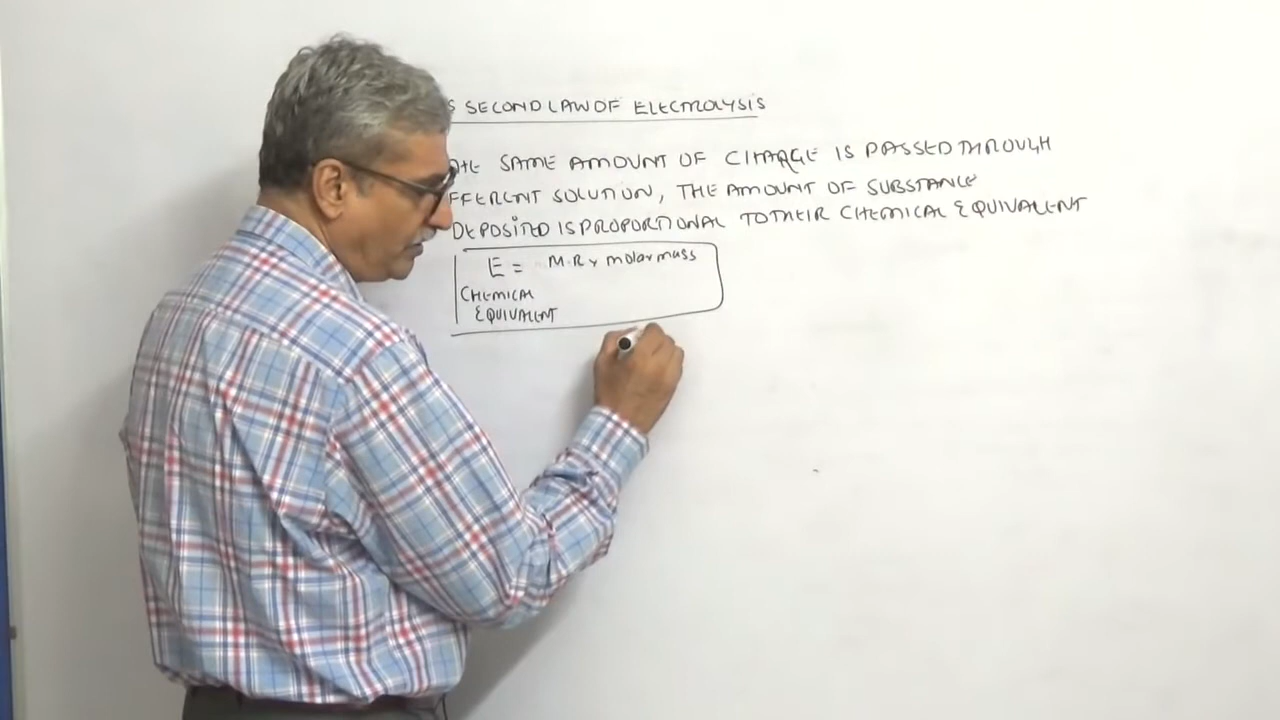 S SECOND LAW OF ELECTROLYSIS
SAME AMOUNT OF CHARGE IS PASSED THROUGH
FFERENT SOLUTION, THE AMOUNT OF SUBSTANCE
DEPOSITED IS PROPORTIONAL TO THEIR CHEMICAL EQUIVALENT
E = M.R x molar mass
CHEMICAL
EQUIVALENT